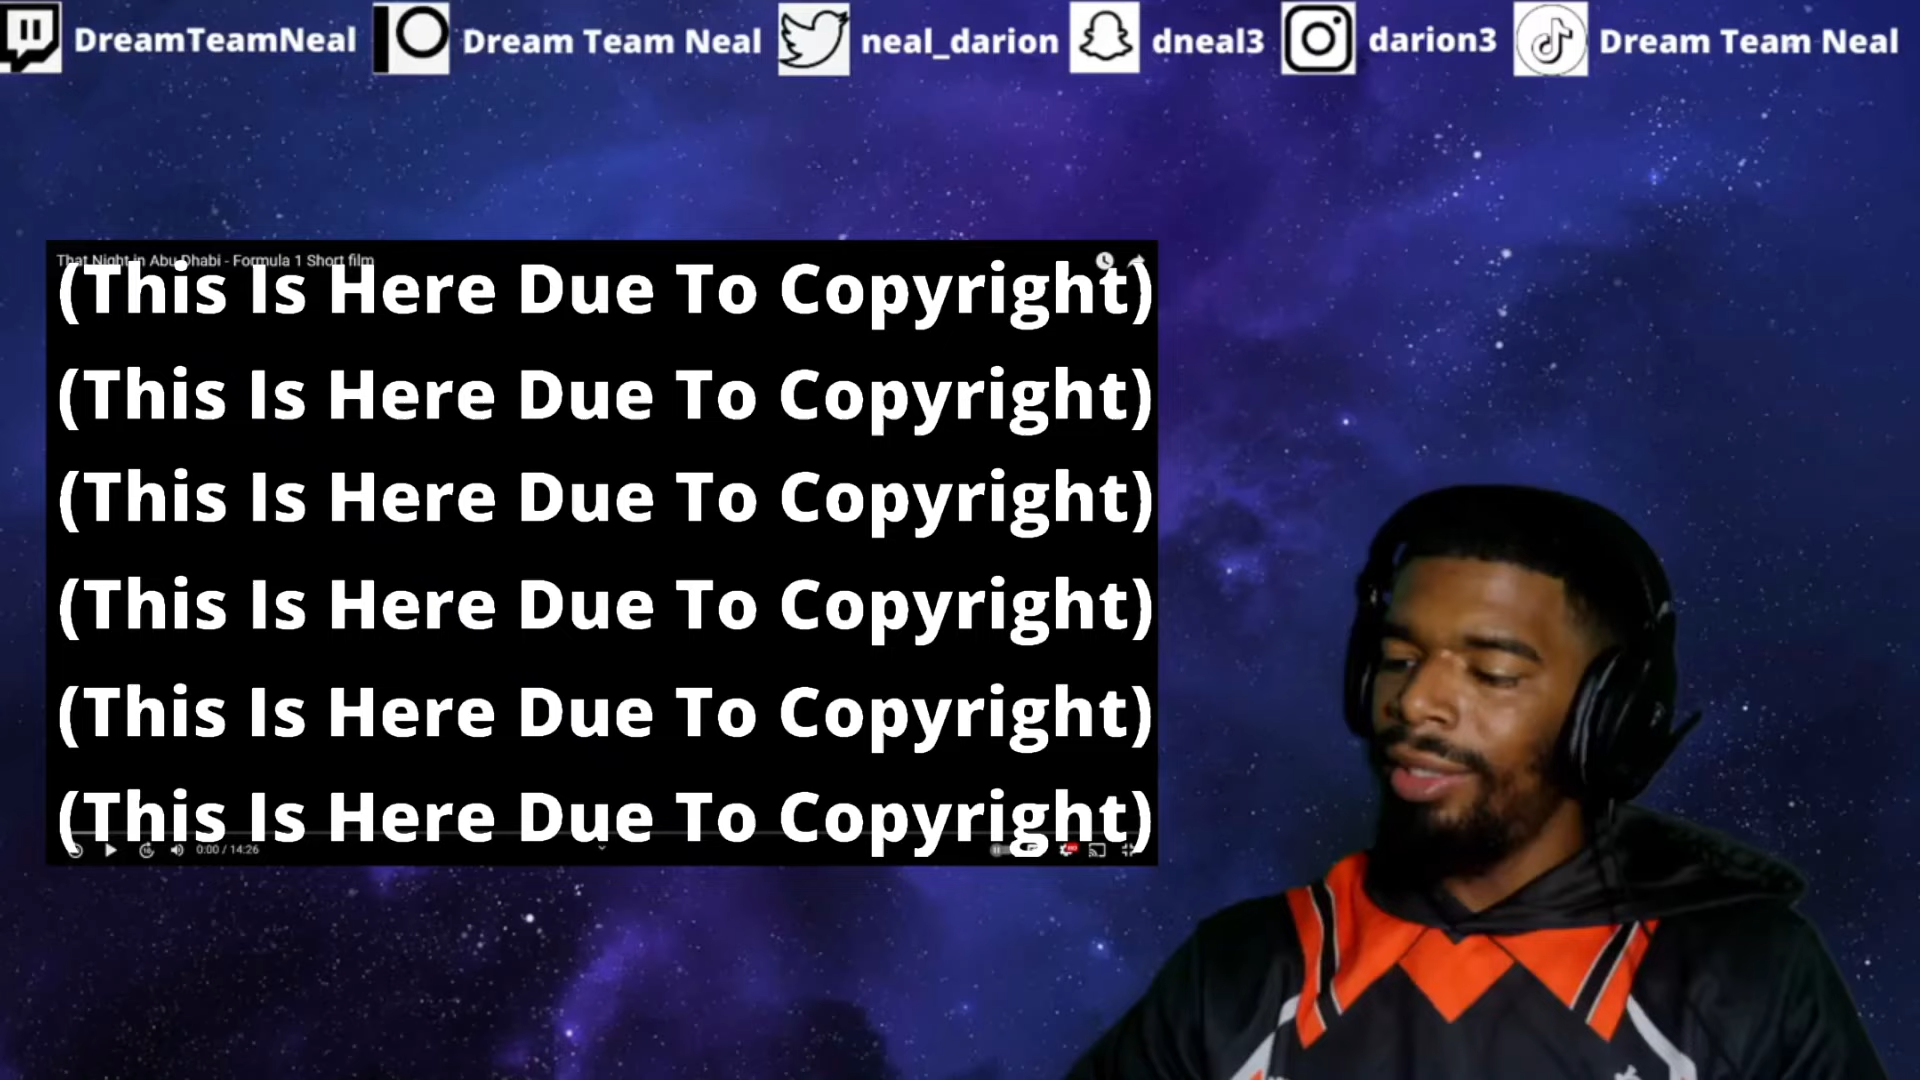 DreamTeamNeal Dream Team Neal neal_darion dneal3 darion3 Dream Team Neal
That Night in Abu Dhabi - Formula 1 Short film
(This Is Here Due To Copyright)
(This Is Here Due To Copyright)
(This Is Here Due To Copyright)
(This Is Here Due To Copyright)
(This Is Here Due To Copyright)
(This Is Here Due To Copyright)
0:00 / 14:26